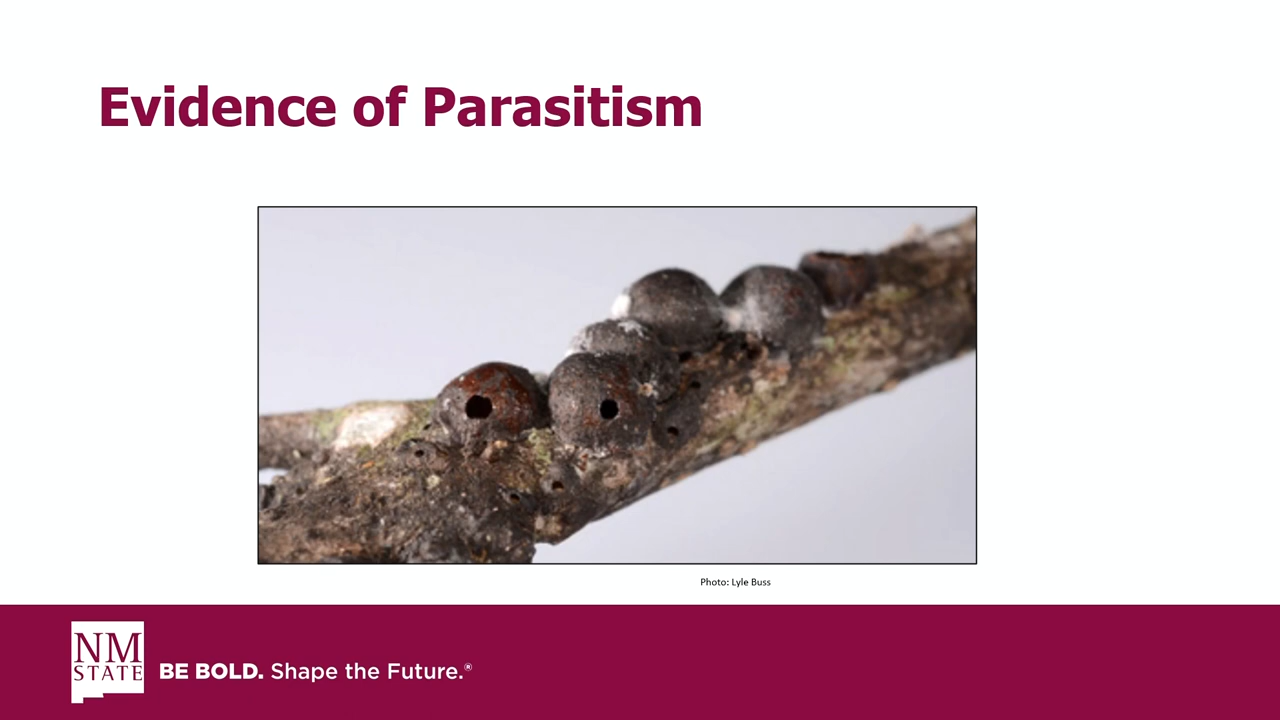 Evidence of Parasitism
Photo: Lyle Buss
NM
STATE
BE BOLD. Shape the Future.®